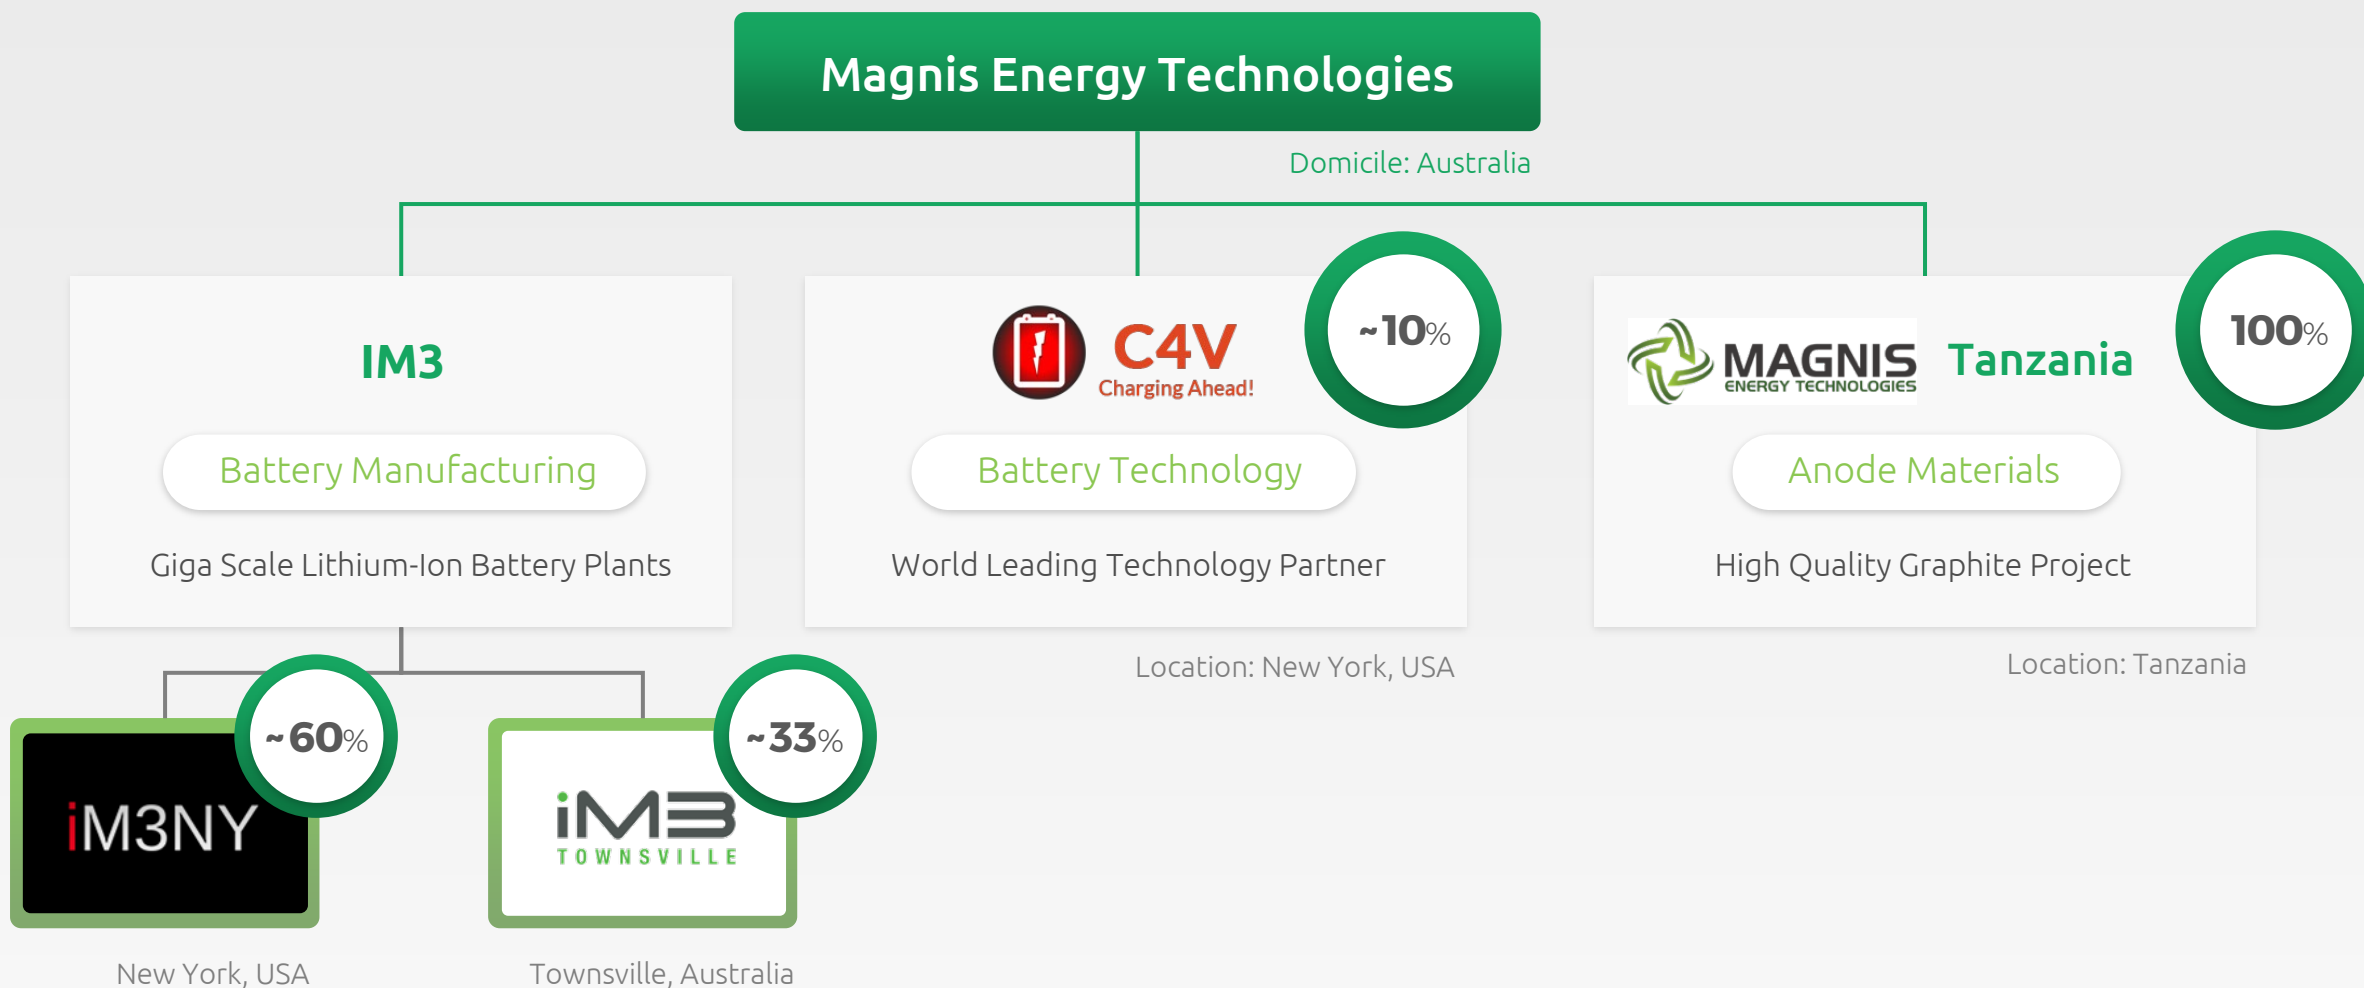 Magnis Energy Technologies
Domicile: Australia
IM3
Battery Manufacturing
Giga Scale Lithium-Ion Battery Plants
C4V
Charging Ahead!
~10%
Battery Technology
World Leading Technology Partner
Location: New York, USA
MAGNIS
ENERGY TECHNOLOGIES
Tanzania
100%
Anode Materials
High Quality Graphite Project
Location: Tanzania
~60%
iM3NY
New York, USA
~33%
iM3
TOWNSVILLE
Townsville, Australia